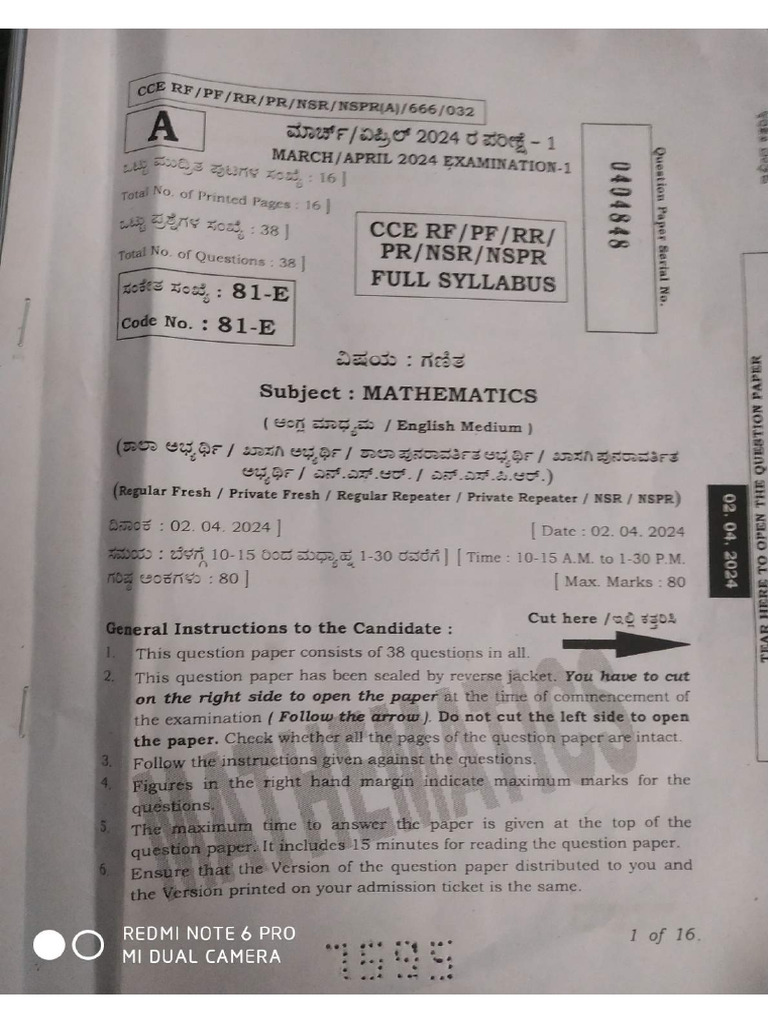 CCE RF/PF/RR/PR/NSR/NSPR(A)/666/032
A
ಮಾರ್ಚ್/ಏಪ್ರಿಲ್ 2024 ರ ಪರೀಕ್ಷೆ - 1
MARCH/APRIL 2024 EXAMINATION-1
ಒಟ್ಟು ಮುದ್ರಿತ ಪುಟಗಳ ಸಂಖ್ಯೆ : 16 ]
Total No. of Printed Pages : 16 ]
ಒಟ್ಟು ಪ್ರಶ್ನೆಗಳ ಸಂಖ್ಯೆ : 38 ]
Total No. of Questions : 38 ]
CCE RF/PF/RR/
PR/NSR/NSPR
FULL SYLLABUS
0404848
Question Paper Serial No.
ಸಂಕೇತ ಸಂಖ್ಯೆ : 81-E
Code No. : 81-E
ವಿಷಯ : ಗಣಿತ
Subject : MATHEMATICS
( ಆಂಗ್ಲ ಮಾಧ್ಯಮ / English Medium )
(ಶಾಲಾ ಅಭ್ಯರ್ಥಿ / ಖಾಸಗಿ ಅಭ್ಯರ್ಥಿ / ಶಾಲಾ ಪುನರಾವರ್ತಿತ ಅಭ್ಯರ್ಥಿ / ಖಾಸಗಿ ಪುನರಾವರ್ತಿತ
ಅಭ್ಯರ್ಥಿ / ಎನ್.ಎಸ್.ಆರ್. / ಎನ್.ಎಸ್.ಪಿ.ಆರ್.)
(Regular Fresh / Private Fresh / Regular Repeater / Private Repeater / NSR / NSPR)
ದಿನಾಂಕ : 02. 04. 2024 ] [ Date : 02. 04. 2024
ಸಮಯ : ಬೆಳಗ್ಗೆ 10-15 ರಿಂದ ಮಧ್ಯಾಹ್ನ 1-30 ರವರೆಗೆ ] [ Time : 10-15 A.M. to 1-30 P.M.
ಗರಿಷ್ಠ ಅಂಕಗಳು : 80 ] [ Max. Marks : 80
02. 04. 2024
TEAR HERE TO OPEN THE QUESTION PAPER
General Instructions to the Candidate :
Cut here / ಇಲ್ಲಿ ಕತ್ತರಿಸಿ
1. This question paper consists of 38 questions in all.
2. This question paper has been sealed by reverse jacket. You have to cut
on the right side to open the paper at the time of commencement of
the examination ( Follow the arrow ). Do not cut the left side to open
the paper. Check whether all the pages of the question paper are intact.
3. Follow the instructions given against the questions.
4. Figures in the right hand margin indicate maximum marks for the
questions.
5. The maximum time to answer the paper is given at the top of the
question paper. It includes 15 minutes for reading the question paper.
6. Ensure that the Version of the question paper distributed to you and
the Version printed on your admission ticket is the same.
MATHEMATICS
1 of 16.
REDMI NOTE 6 PRO
MI DUAL CAMERA